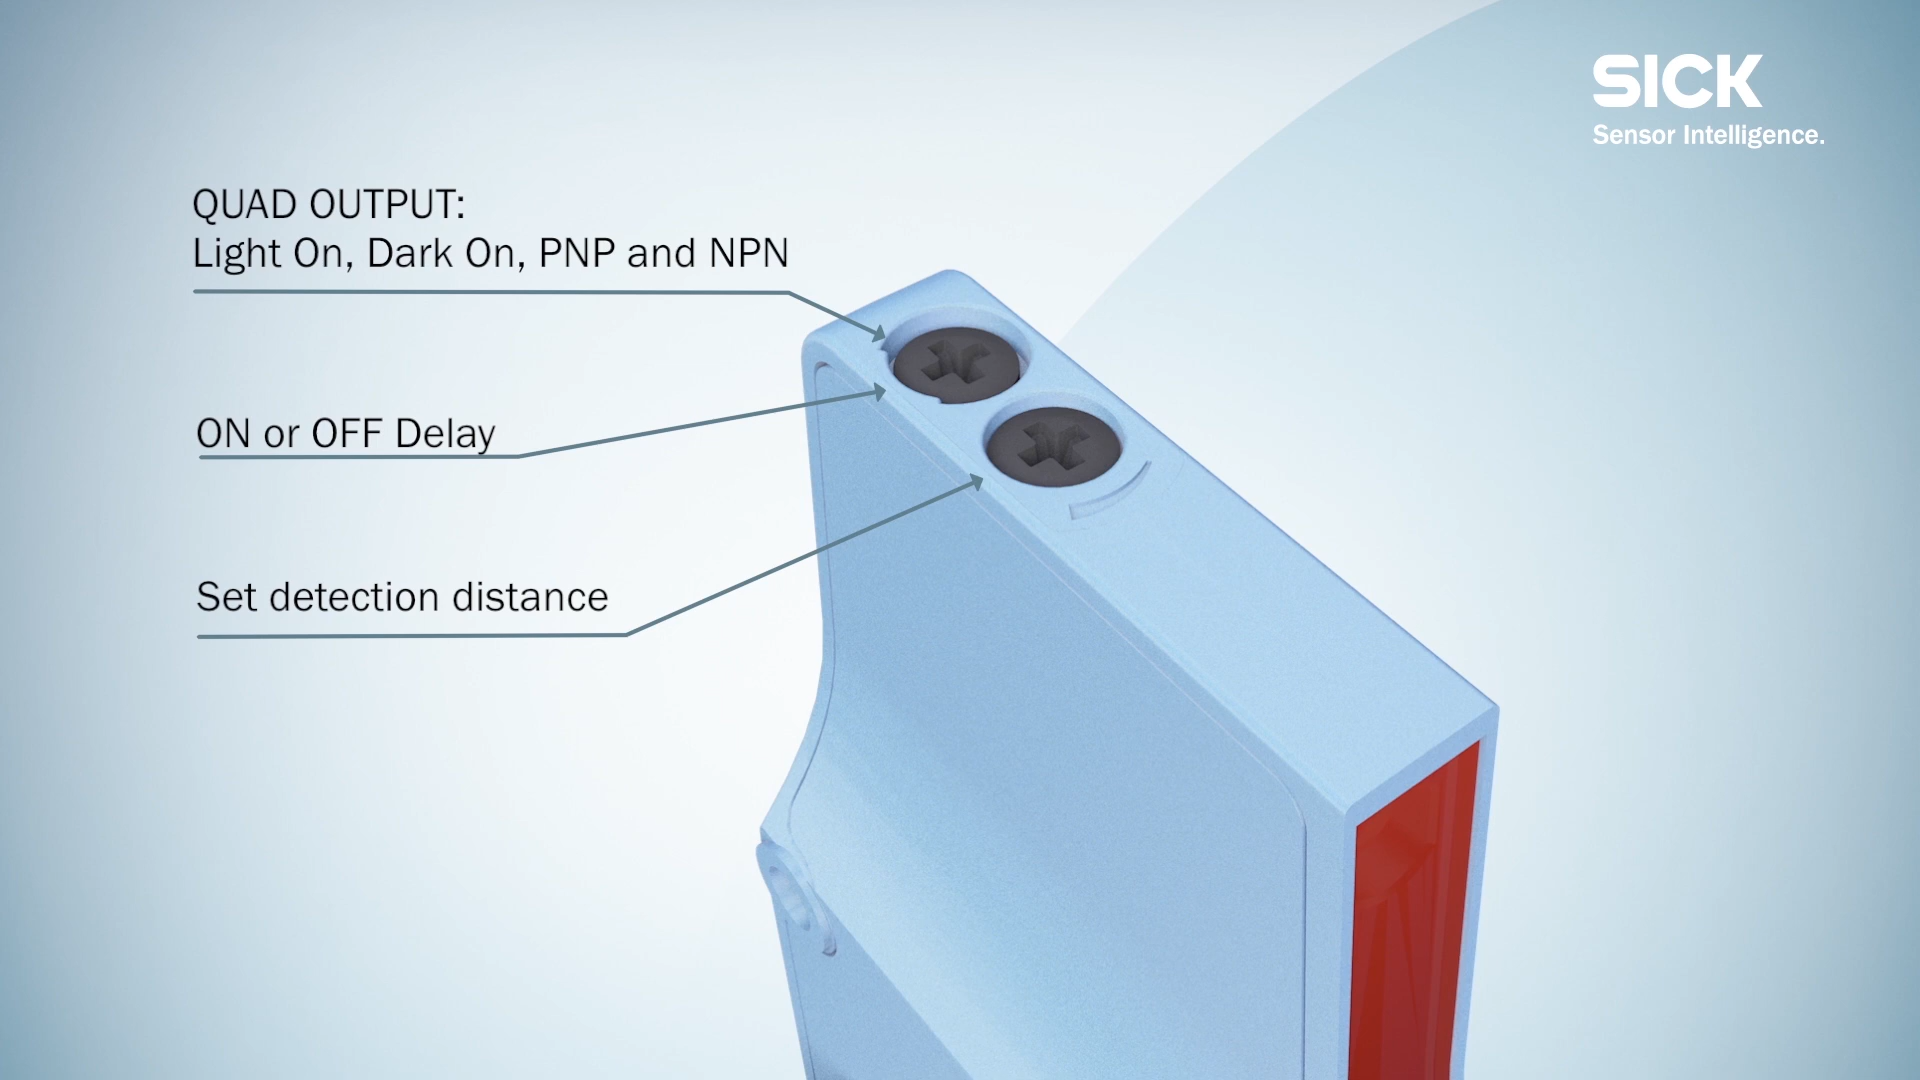 SICK
Sensor Intelligence.
QUAD OUTPUT:
Light On, Dark On, PNP and NPN
ON or OFF Delay
Set detection distance